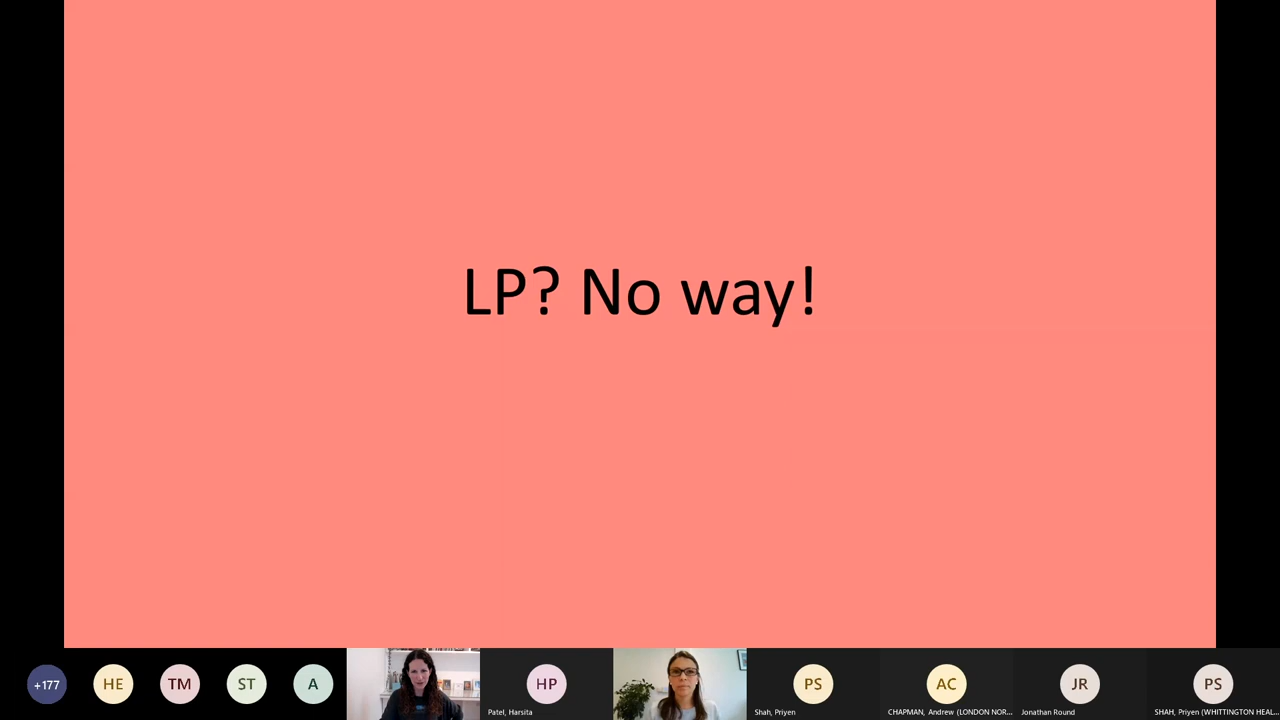 LP? No way!
+177
HE
TM
ST
A
HP
Patel, Harsita
PS
Shah, Priyen
AC
CHAPMAN, Andrew (LONDON NOR...
JR
Jonathan Round
PS
SHAH, Priyen (WHITTINGTON HEAL...